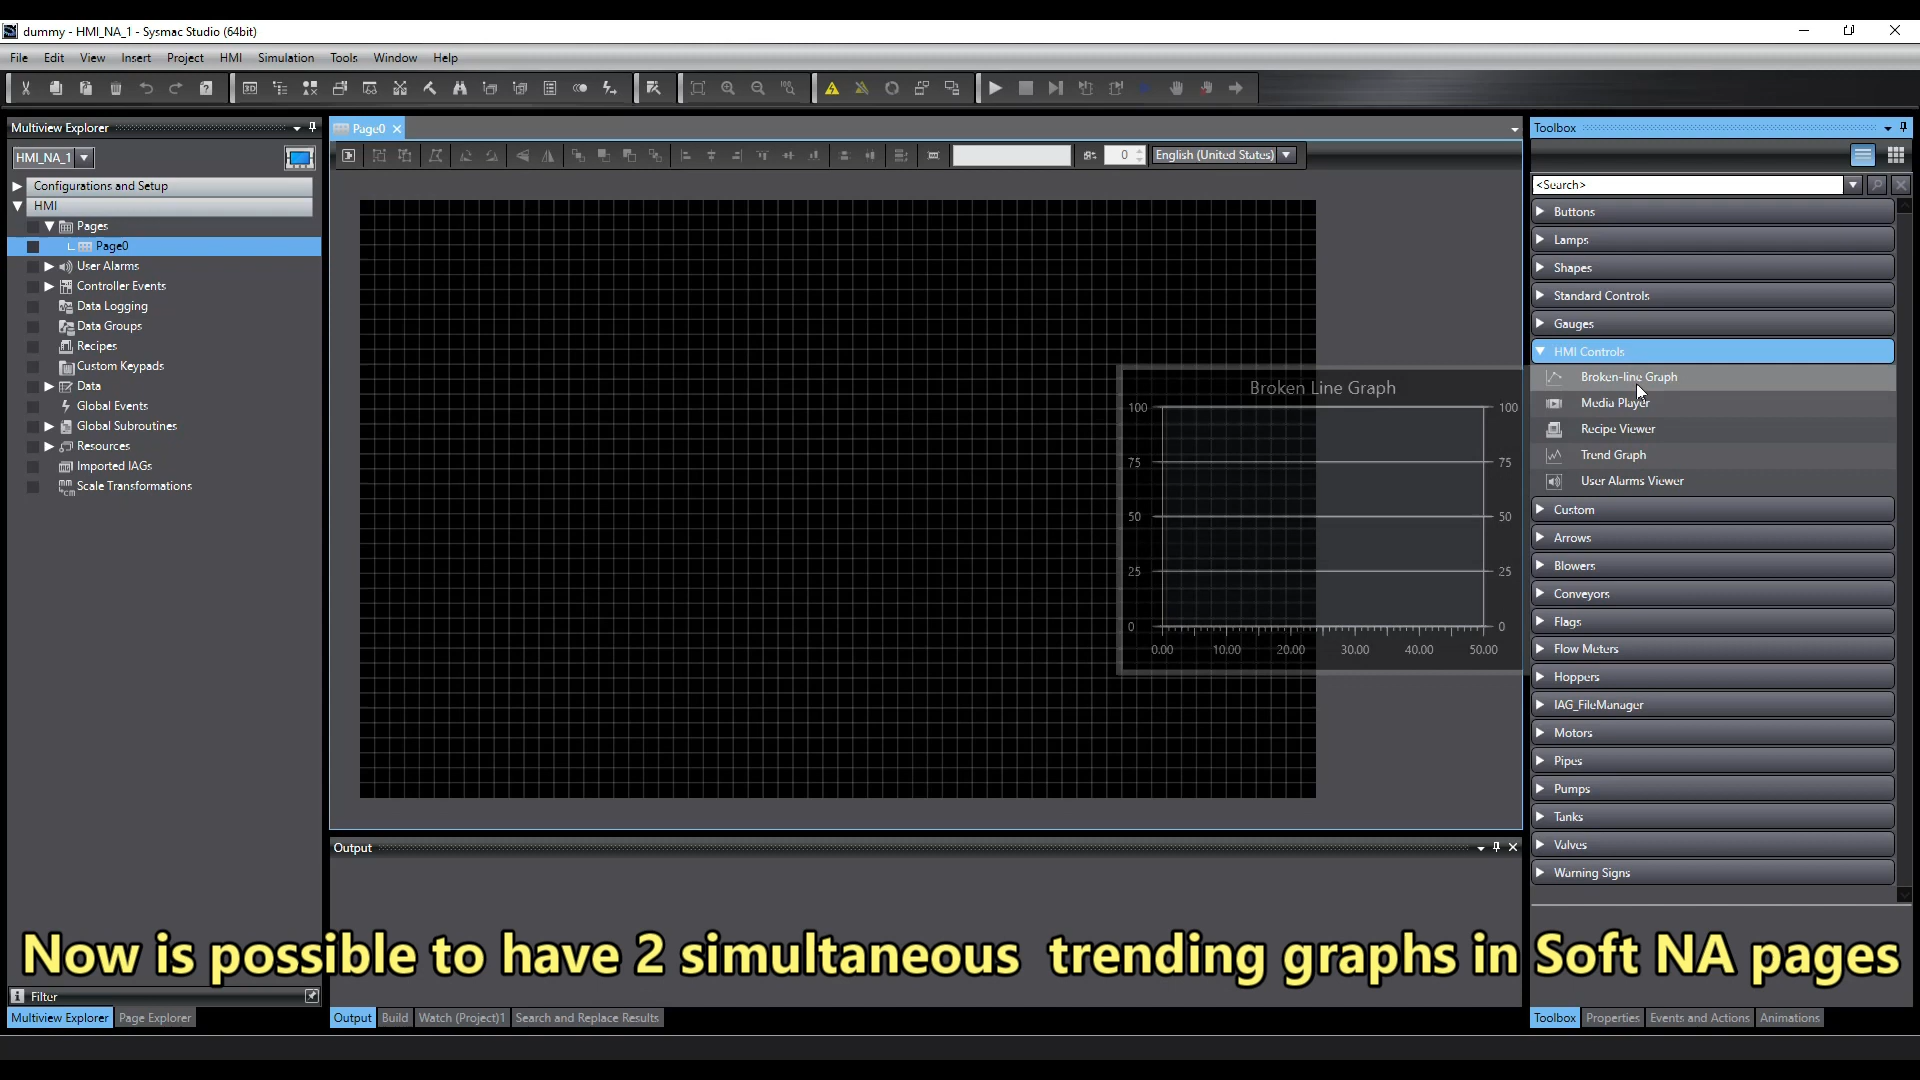 dummy - HMI_NA_1 - Sysmac Studio (64bit)
File Edit View Insert Project HMI Simulation Tools Window Help
Multiview Explorer
HMI_NA_1
Configurations and Setup
HMI
Pages
Page0
User Alarms
Controller Events
Data Logging
Data Groups
Recipes
Custom Keypads
Data
Global Events
Global Subroutines
Resources
Imported IAGs
Scale Transformations
Filter
Multiview Explorer Page Explorer
Page0
0 English (United States)
Broken Line Graph
100 100
75 75
50 50
25 25
0 0
0.00 10.00 20.00 30.00 40.00 50.00
Output
Output Build Watch (Project)1 Search and Replace Results
Toolbox
<Search>
Buttons
Lamps
Shapes
Standard Controls
Gauges
HMI Controls
Broken-line Graph
Media Player
Recipe Viewer
Trend Graph
User Alarms Viewer
Custom
Arrows
Blowers
Conveyors
Flags
Flow Meters
Hoppers
IAG_FileManager
Motors
Pipes
Pumps
Tanks
Valves
Warning Signs
Toolbox Properties Events and Actions Animations
Now is possible to have 2 simultaneous trending graphs in Soft NA pages